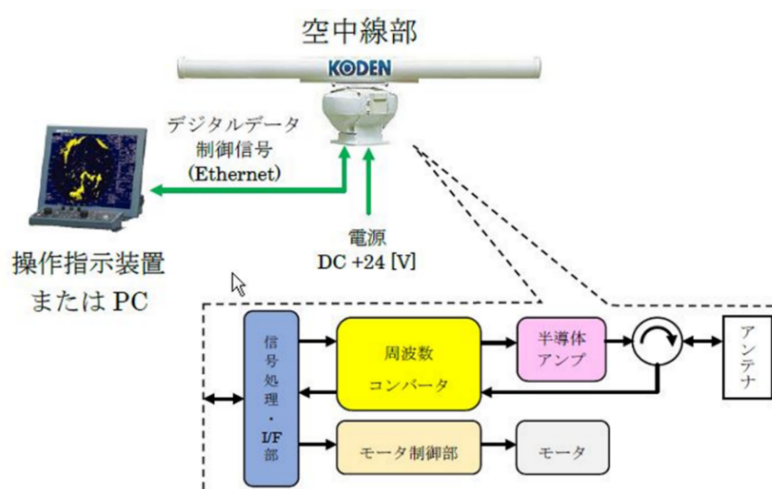 空中線部
KODEN
デジタルデータ
制御信号
(Ethernet)
電源
DC +24 [V]
操作指示装置
または PC
信号処理・I/F部
周波数
コンバータ
半導体
アンプ
アンテナ
モータ制御部
モータ